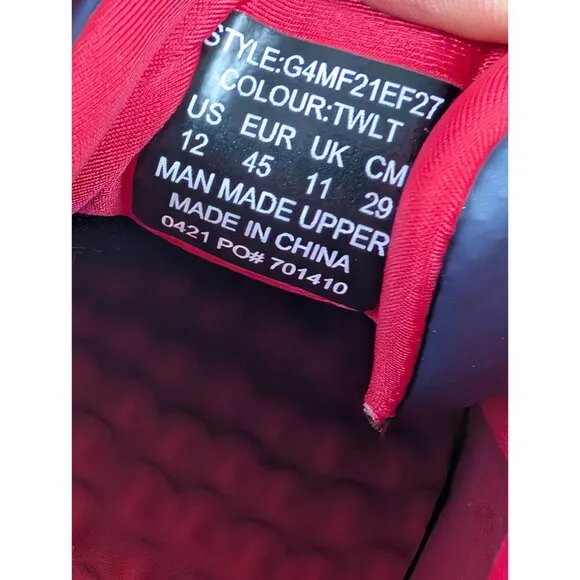 STYLE:G4MF21EF27
COLOUR:TWLT
US EUR UK CM
12 45 11 29
MAN MADE UPPER
MADE IN CHINA
0421 PO# 701410